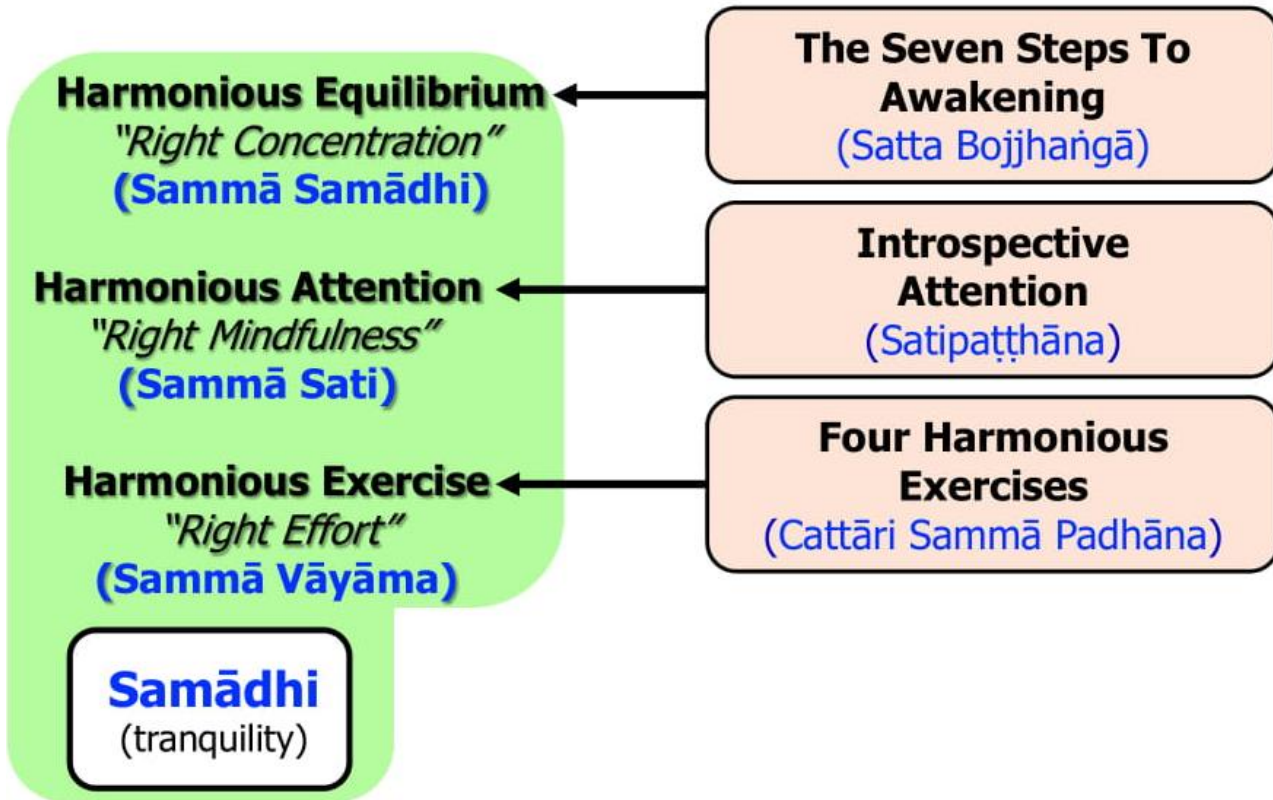 Harmonious Equilibrium
“Right Concentration”
(Sammā Samādhi)
Harmonious Attention
“Right Mindfulness”
(Sammā Sati)
Harmonious Exercise
“Right Effort”
(Sammā Vāyāma)
Samādhi
(tranquility)
The Seven Steps To
Awakening
(Satta Bojjhaṅgā)
Introspective
Attention
(Satipaṭṭhāna)
Four Harmonious
Exercises
(Cattāri Sammā Padhāna)